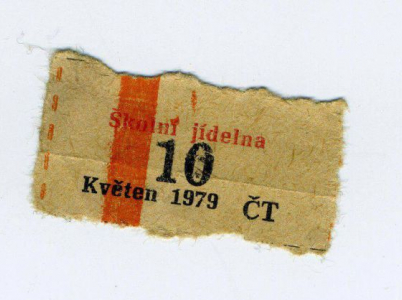 Školní jídelna
10
Květen 1979 ČT